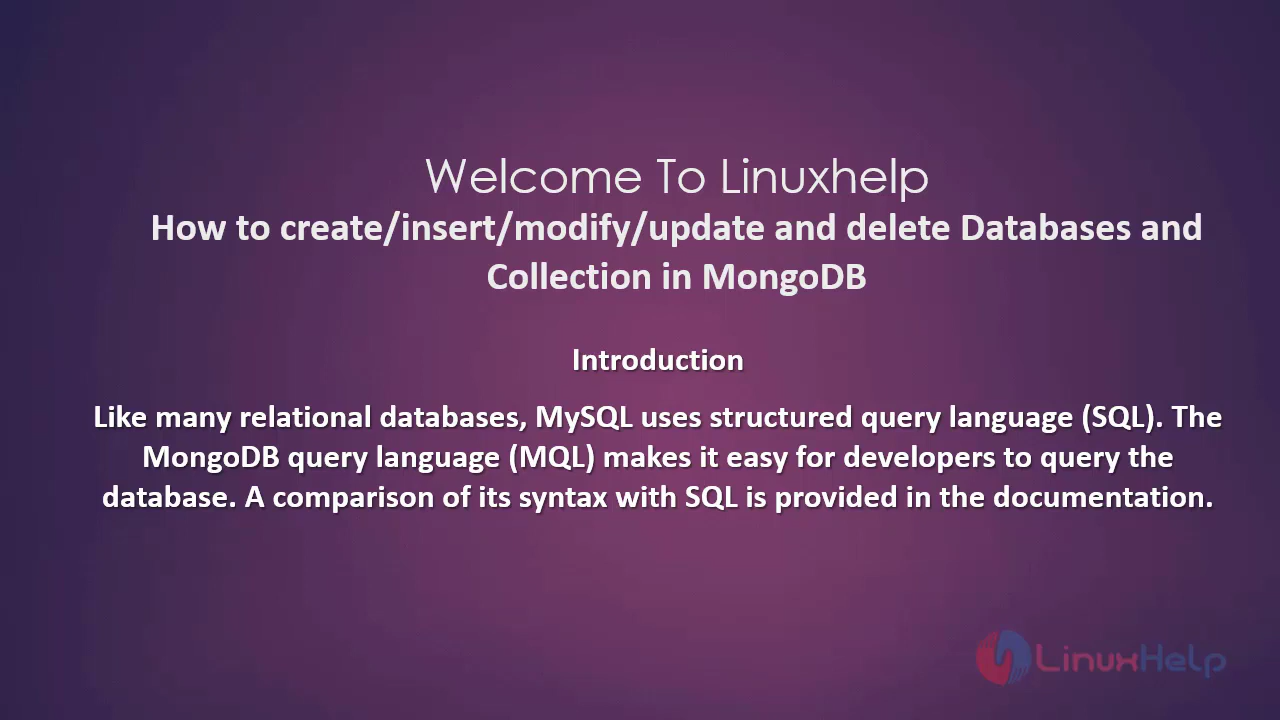 Welcome To Linuxhelp
How to create/insert/modify/update and delete Databases and
Collection in MongoDB
Introduction
Like many relational databases, MySQL uses structured query language (SQL). The
MongoDB query language (MQL) makes it easy for developers to query the
database. A comparison of its syntax with SQL is provided in the documentation.
LinuxHelp